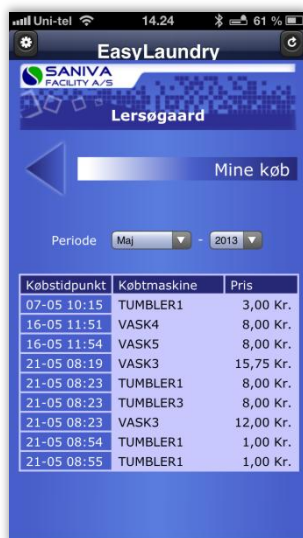 Uni-tel 14.24 61 %
EasyLaundry
SANIVA
FACILITY A/S
Lersøgaard
Mine køb
Periode Maj - 2013
Købstidpunkt Købtmaskine Pris
07-05 10:15 TUMBLER1 3,00 Kr.
16-05 11:51 VASK4 8,00 Kr.
16-05 11:54 VASK5 8,00 Kr.
21-05 08:19 VASK3 15,75 Kr.
21-05 08:23 TUMBLER1 8,00 Kr.
21-05 08:23 TUMBLER3 8,00 Kr.
21-05 08:23 VASK3 12,00 Kr.
21-05 08:54 TUMBLER1 1,00 Kr.
21-05 08:55 TUMBLER1 1,00 Kr.